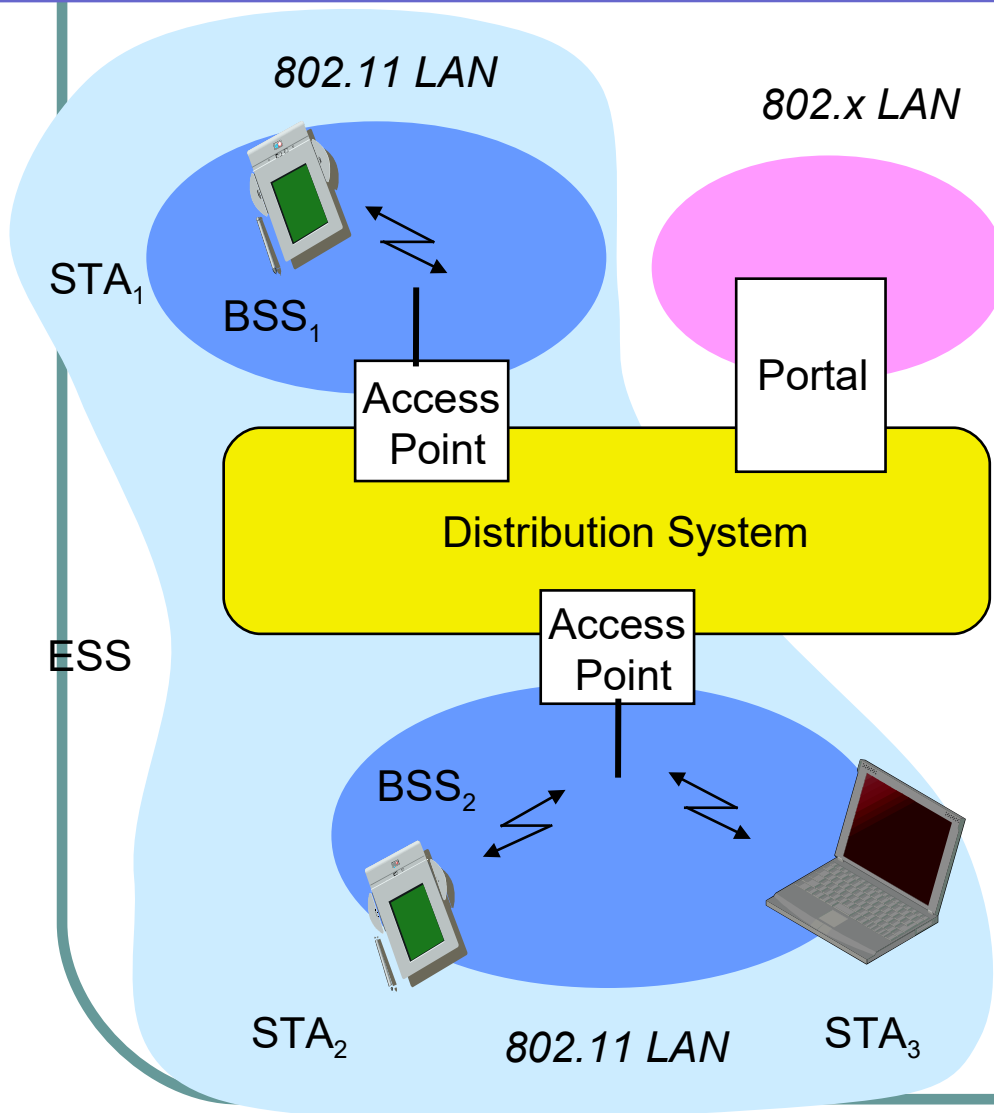 802.11 LAN
802.x LAN
STA₁
BSS₁
Access
Point
Portal
Distribution System
ESS
Access
Point
BSS₂
STA₂
802.11 LAN
STA₃